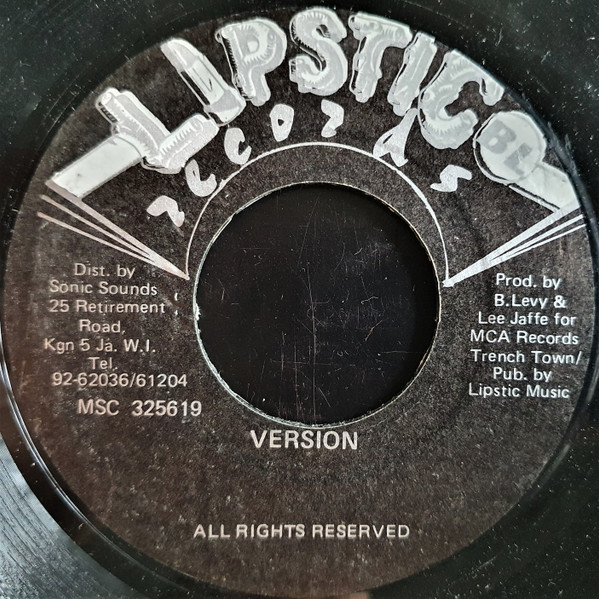 LIPSTIC
BL
RECORDS
Dist. by
Sonic Sounds
25 Retirement
Road,
Kgn 5 Ja. W.I.
Tel.
92-62036/61204
MSC 325619
Prod. by
B.Levy &
Lee Jaffe for
MCA Records
Trench Town/
Pub. by
Lipstic Music
VERSION
ALL RIGHTS RESERVED